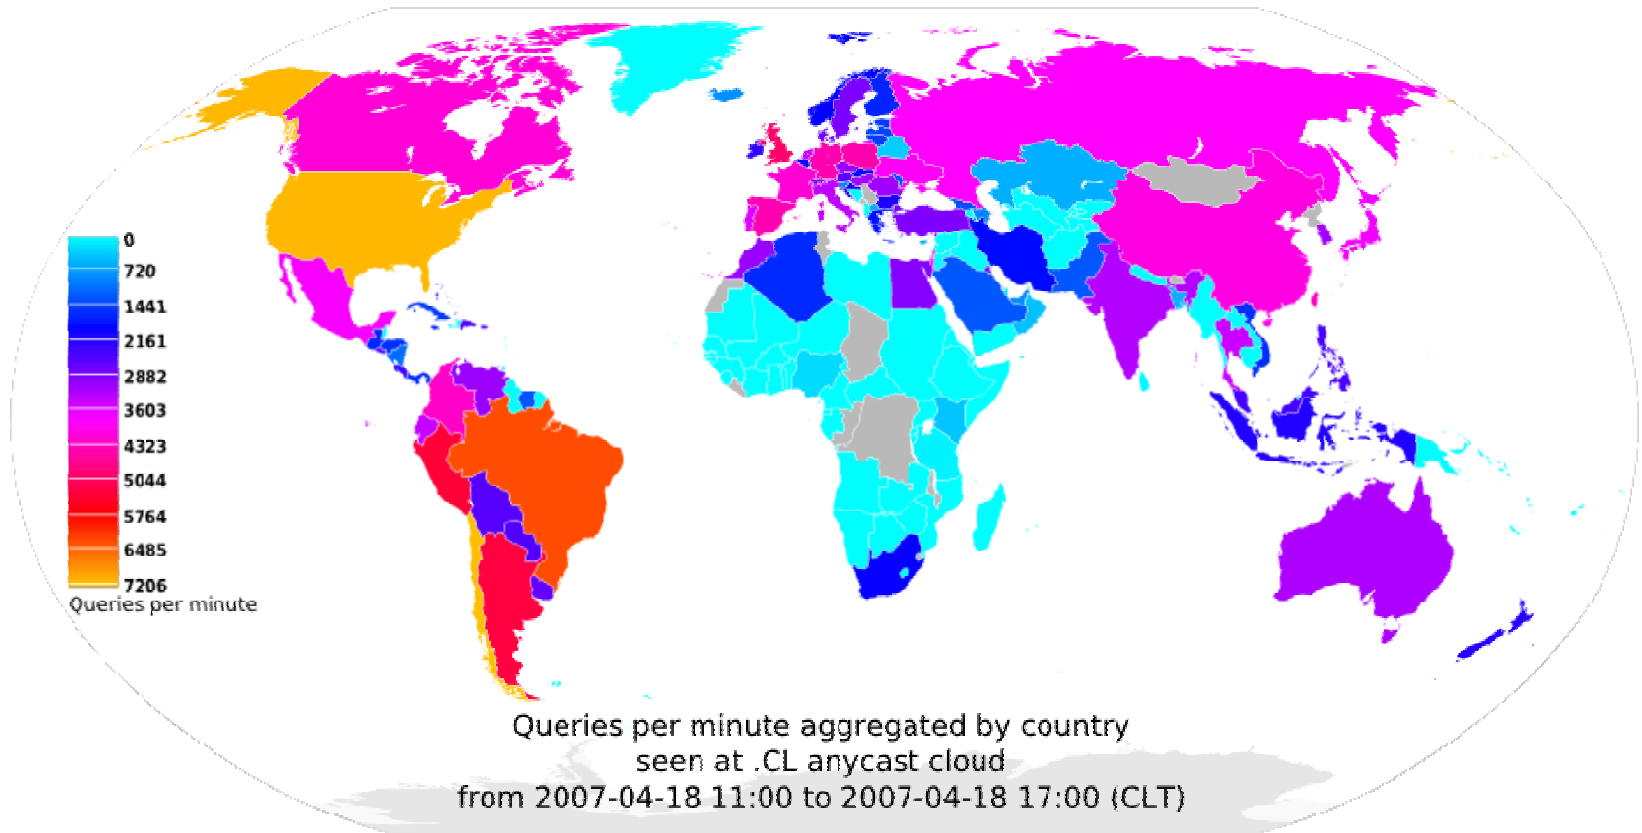 0
720
1441
2161
2882
3603
4323
5044
5764
6485
7206
Queries per minute
Queries per minute aggregated by country
seen at .CL anycast cloud
from 2007-04-18 11:00 to 2007-04-18 17:00 (CLT)